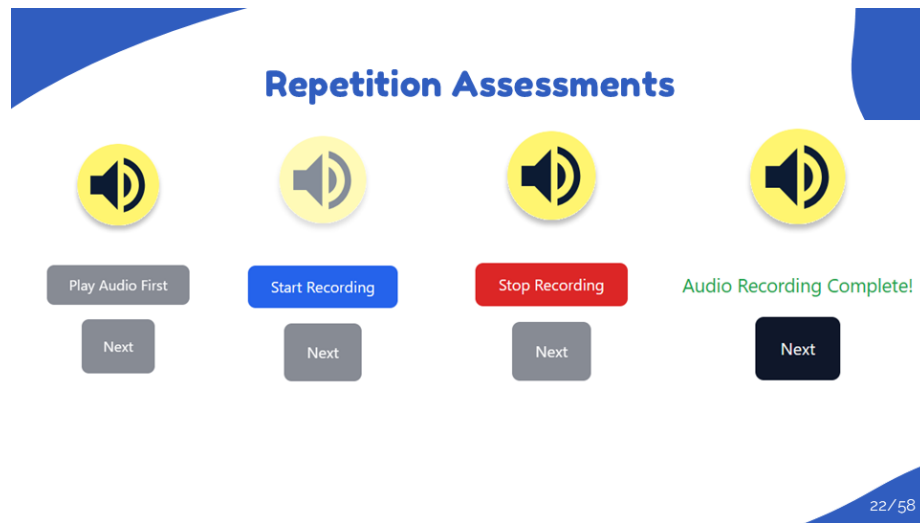 Repetition Assessments
Play Audio First
Start Recording
Stop Recording
Audio Recording Complete!
Next
Next
Next
Next
22/58